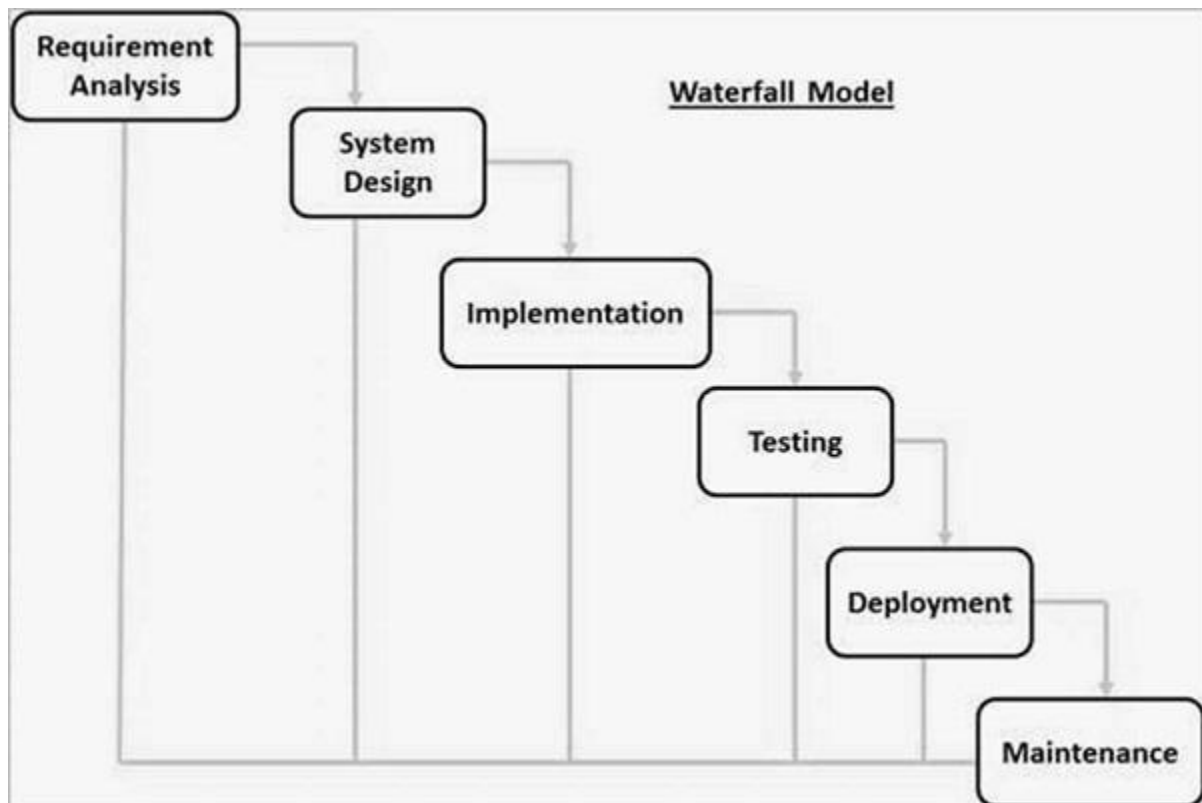 Requirement
Analysis
Waterfall Model
System
Design
Implementation
Testing
Deployment
Maintenance